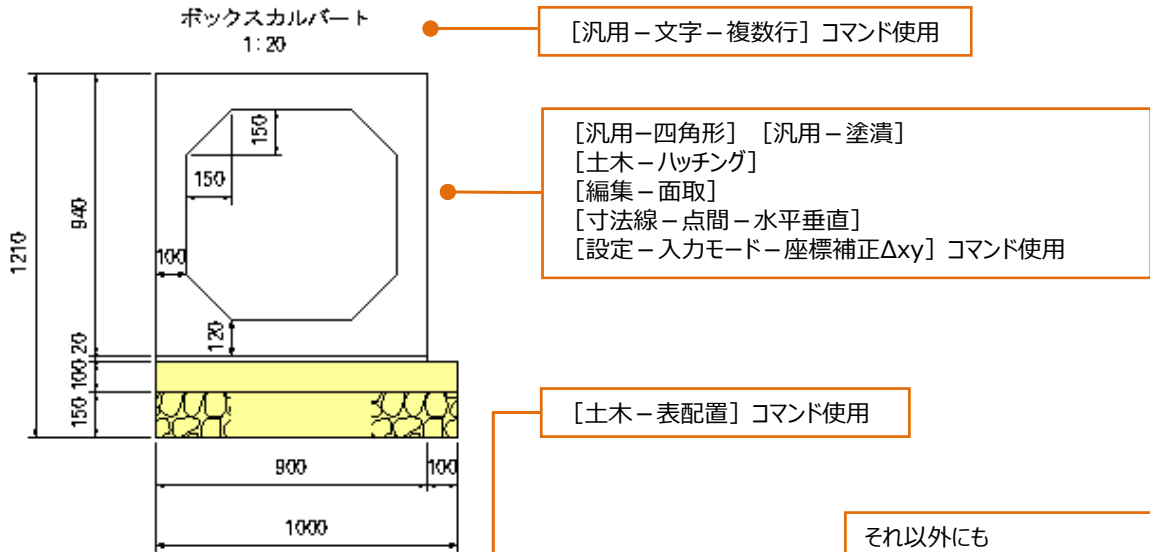 ボックスカルバート
1:20
[汎用－文字－複数行] コマンド使用
[汎用－四角形] [汎用－塗潰]
[土木－ハッチング]
[編集－面取]
[寸法線－点間－水平垂直]
[設定－入力モード－座標補正Δxy] コマンド使用
150
150
940
1210
100
120
20
100
150
[土木－表配置] コマンド使用
900
100
1000
それ以外にも